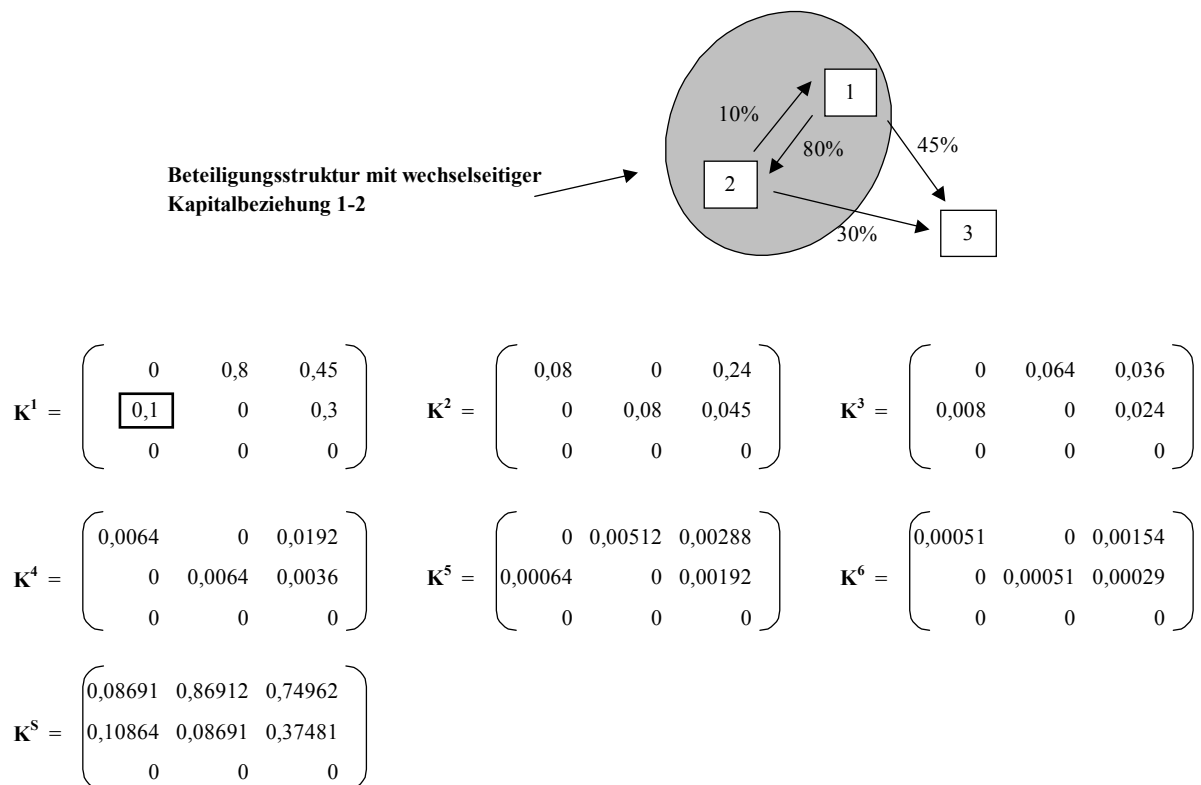 1
10%
80%
45%
Beteiligungsstruktur mit wechselseitiger
Kapitalbeziehung 1-2
2
30%
3
K¹ =
0 0,8 0,45
0,1 0 0,3
0 0 0
K² =
0,08 0 0,24
0 0,08 0,045
0 0 0
K³ =
0 0,064 0,036
0,008 0 0,024
0 0 0
K⁴ =
0,0064 0 0,0192
0 0,0064 0,0036
0 0 0
K⁵ =
0 0,00512 0,00288
0,00064 0 0,00192
0 0 0
K⁶ =
0,00051 0 0,00154
0 0,00051 0,00029
0 0 0
Kˢ =
0,08691 0,86912 0,74962
0,10864 0,08691 0,37481
0 0 0